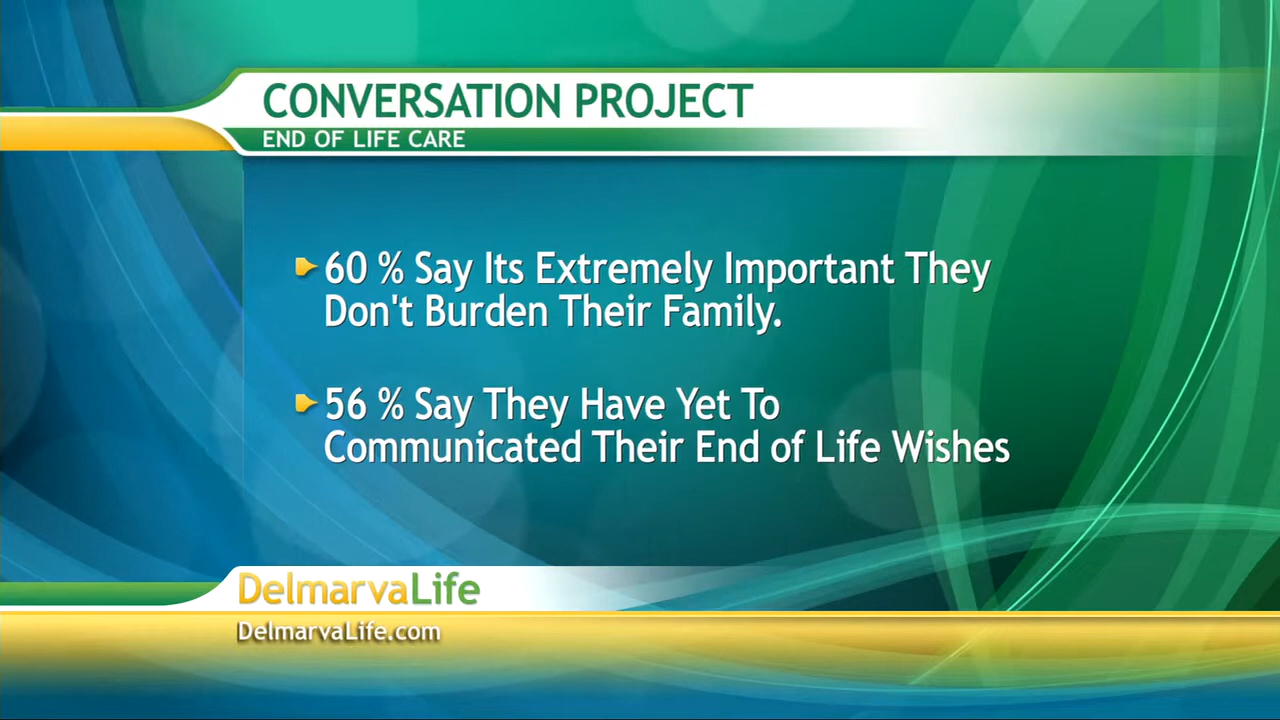 CONVERSATION PROJECT
END OF LIFE CARE
60 % Say Its Extremely Important They
Don't Burden Their Family.
56 % Say They Have Yet To
Communicated Their End of Life Wishes
DelmarvaLife
DelmarvaLife.com